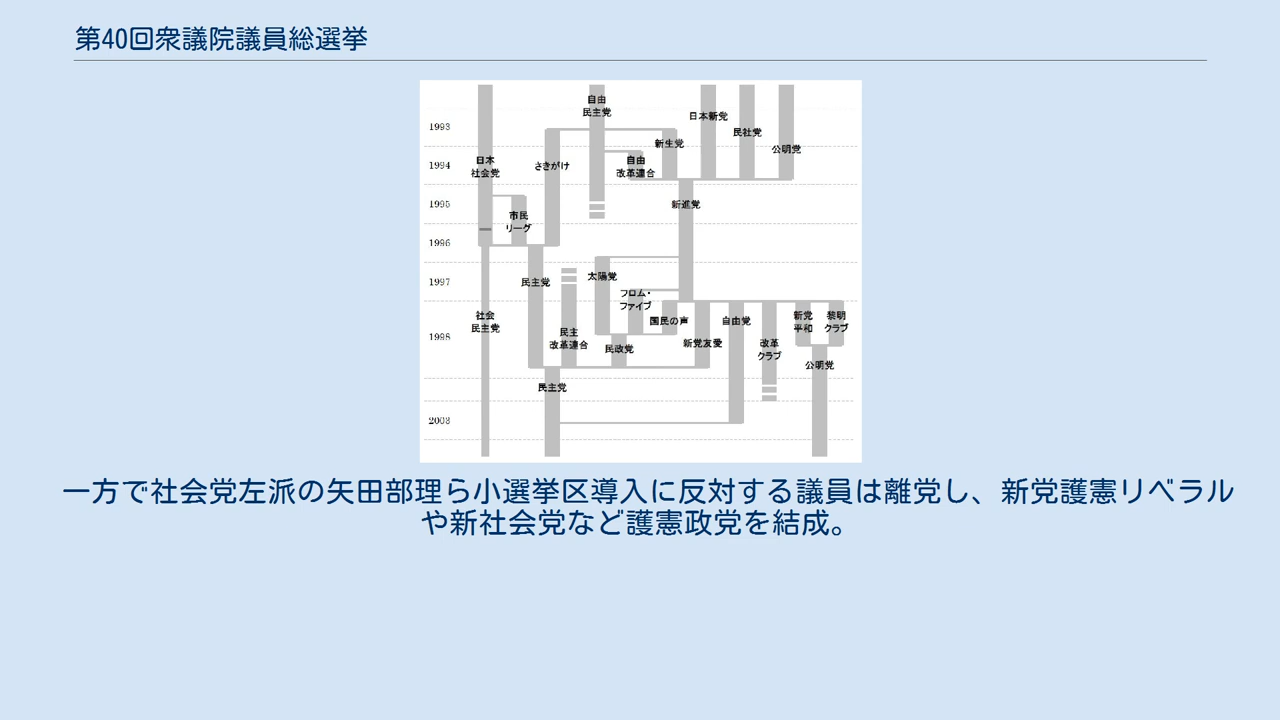 第40回衆議院議員総選挙
自由
民主党
日本新党
1993
民社党
新生党
公明党
日本
社会党
1994
さきがけ
自由
改革連合
1995
新進党
市民
リーグ
1996
太陽党
1997
民主党
フロム・
ファイブ
社会
民主党
国民の声
自由党
新党
平和
黎明
クラブ
1998
民主
改革連合
民政党
新党友愛
改革
クラブ
公明党
民主党
2003
一方で社会党左派の矢田部理ら小選挙区導入に反対する議員は離党し、新党護憲リベラル
や新社会党など護憲政党を結成。